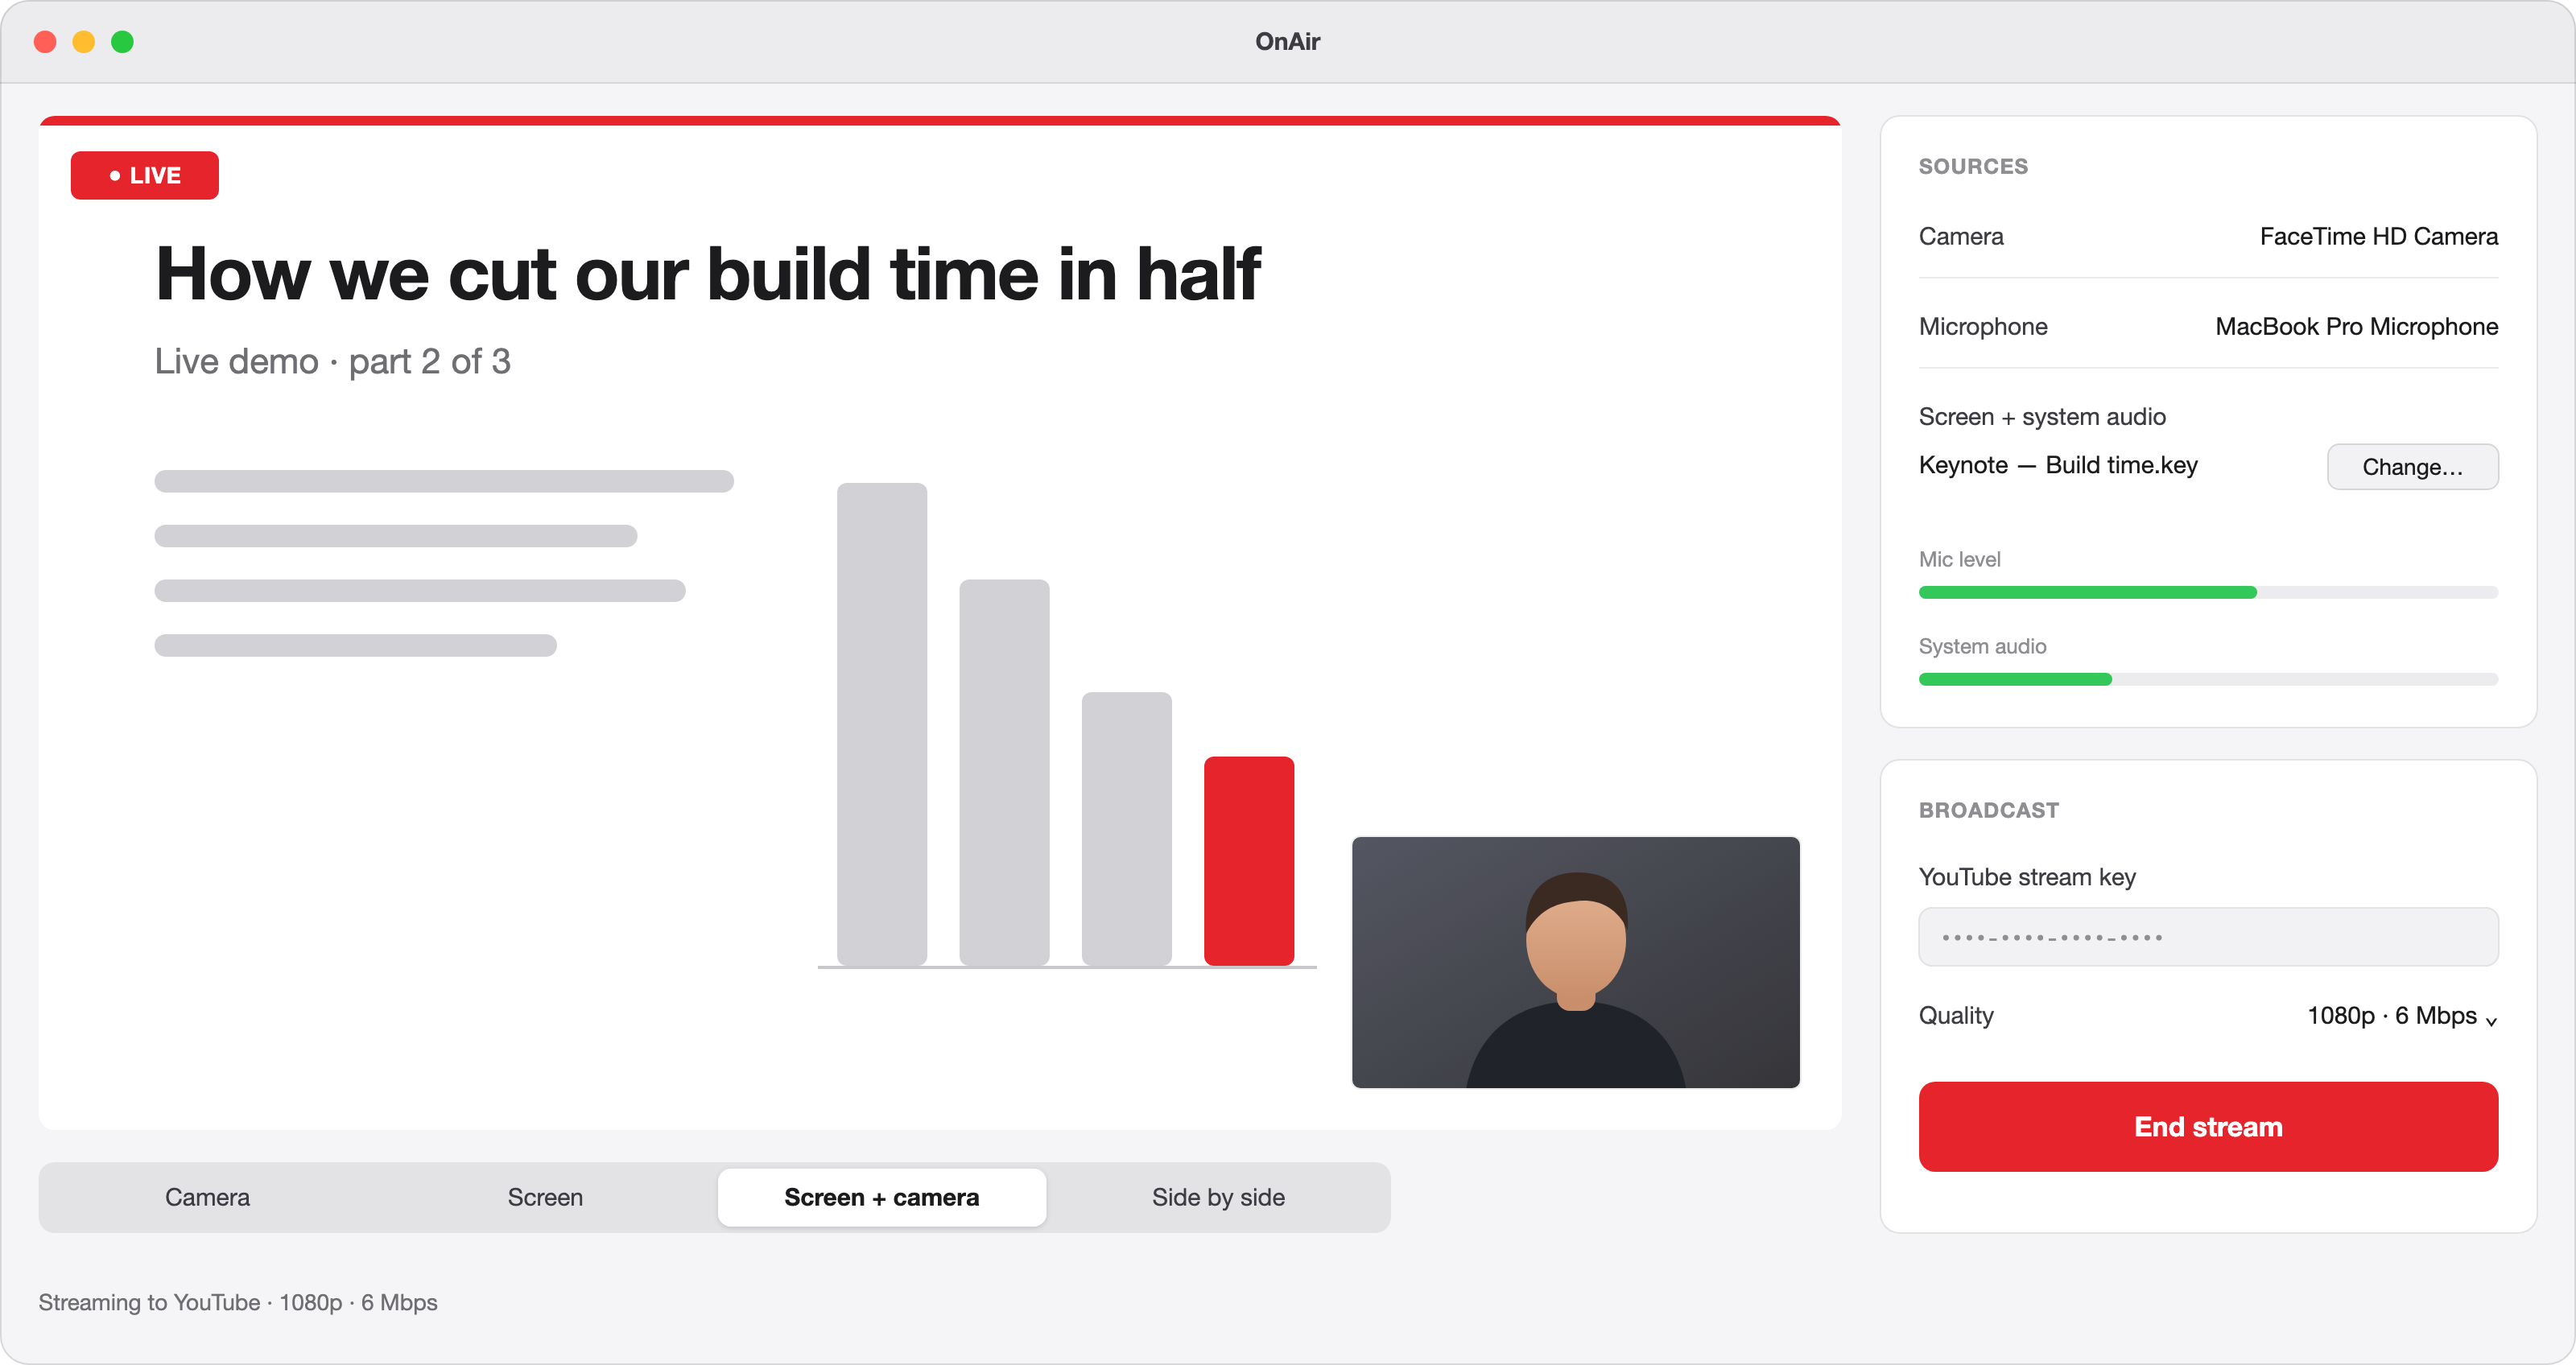 OnAir
LIVE
How we cut our build time in half
Live demo · part 2 of 3
Camera
Screen
Screen + camera
Side by side
Streaming to YouTube · 1080p · 6 Mbps
SOURCES
Camera
FaceTime HD Camera
Microphone
MacBook Pro Microphone
Screen + system audio
Keynote — Build time.key
Change…
Mic level
System audio
BROADCAST
YouTube stream key
••••-••••-••••-••••
Quality
1080p · 6 Mbps
End stream